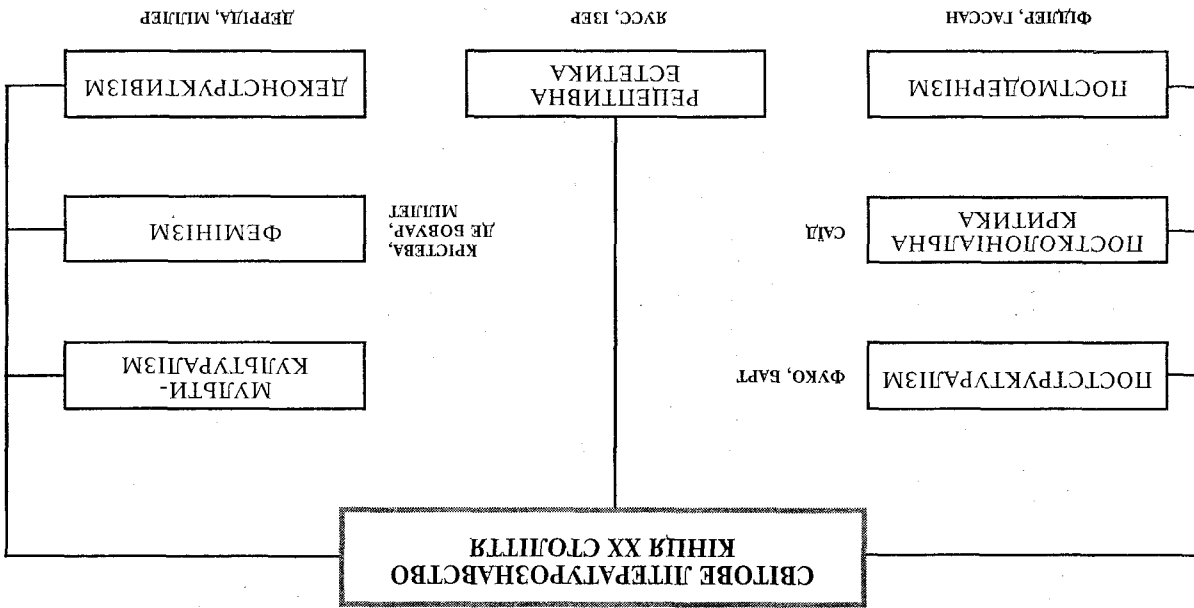 СВІТОВЕ ЛІТЕРАТУРОЗНАВСТВО
КІНЦЯ ХХ СТОЛІТТЯ
ПОСТСТРУКТУРАЛІЗМ
ФУКО, БАРТ
МУЛЬТИ-
КУЛЬТУРАЛІЗМ
ПОСТКОЛОНІАЛЬНА
КРИТИКА
САЇД
КРІСТЕВА,
ДЕ БОВУАР,
МІЛЛЕТ
ФЕМІНІЗМ
ПОСТМОДЕРНІЗМ
ФІДЛЕР, ГАССАН
РЕЦЕПТИВНА
ЕСТЕТИКА
ЯУСС, ІЗЕР
ДЕКОНСТРУКТИВІЗМ
ДЕРРІДА, МІЛЛЕР